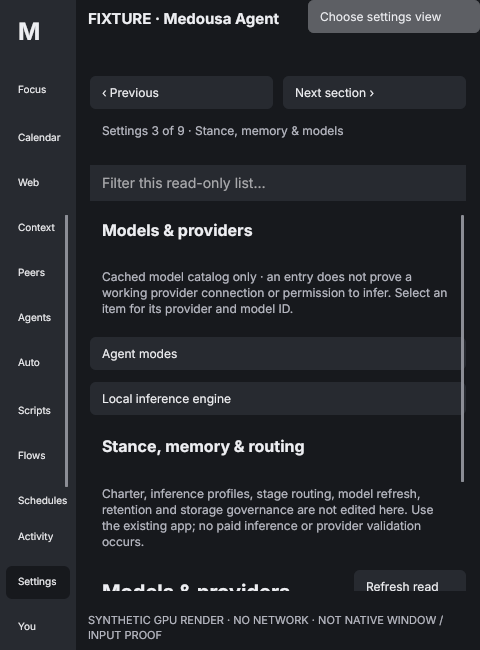 M
FIXTURE · Medousa Agent
Choose settings view
Focus
Calendar
Web
Context
Peers
Agents
Auto
Scripts
Flows
Schedules
Activity
Settings
You
‹ Previous
Next section ›
Settings 3 of 9 · Stance, memory & models
Filter this read-only list...
Models & providers
Cached model catalog only · an entry does not prove a
working provider connection or permission to infer. Select an
item for its provider and model ID.
Agent modes
Local inference engine
Stance, memory & routing
Charter, inference profiles, stage routing, model refresh,
retention and storage governance are not edited here. Use
the existing app; no paid inference or provider validation
occurs.
Models & providers
Refresh read
SYNTHETIC GPU RENDER · NO NETWORK · NOT NATIVE WINDOW /
INPUT PROOF